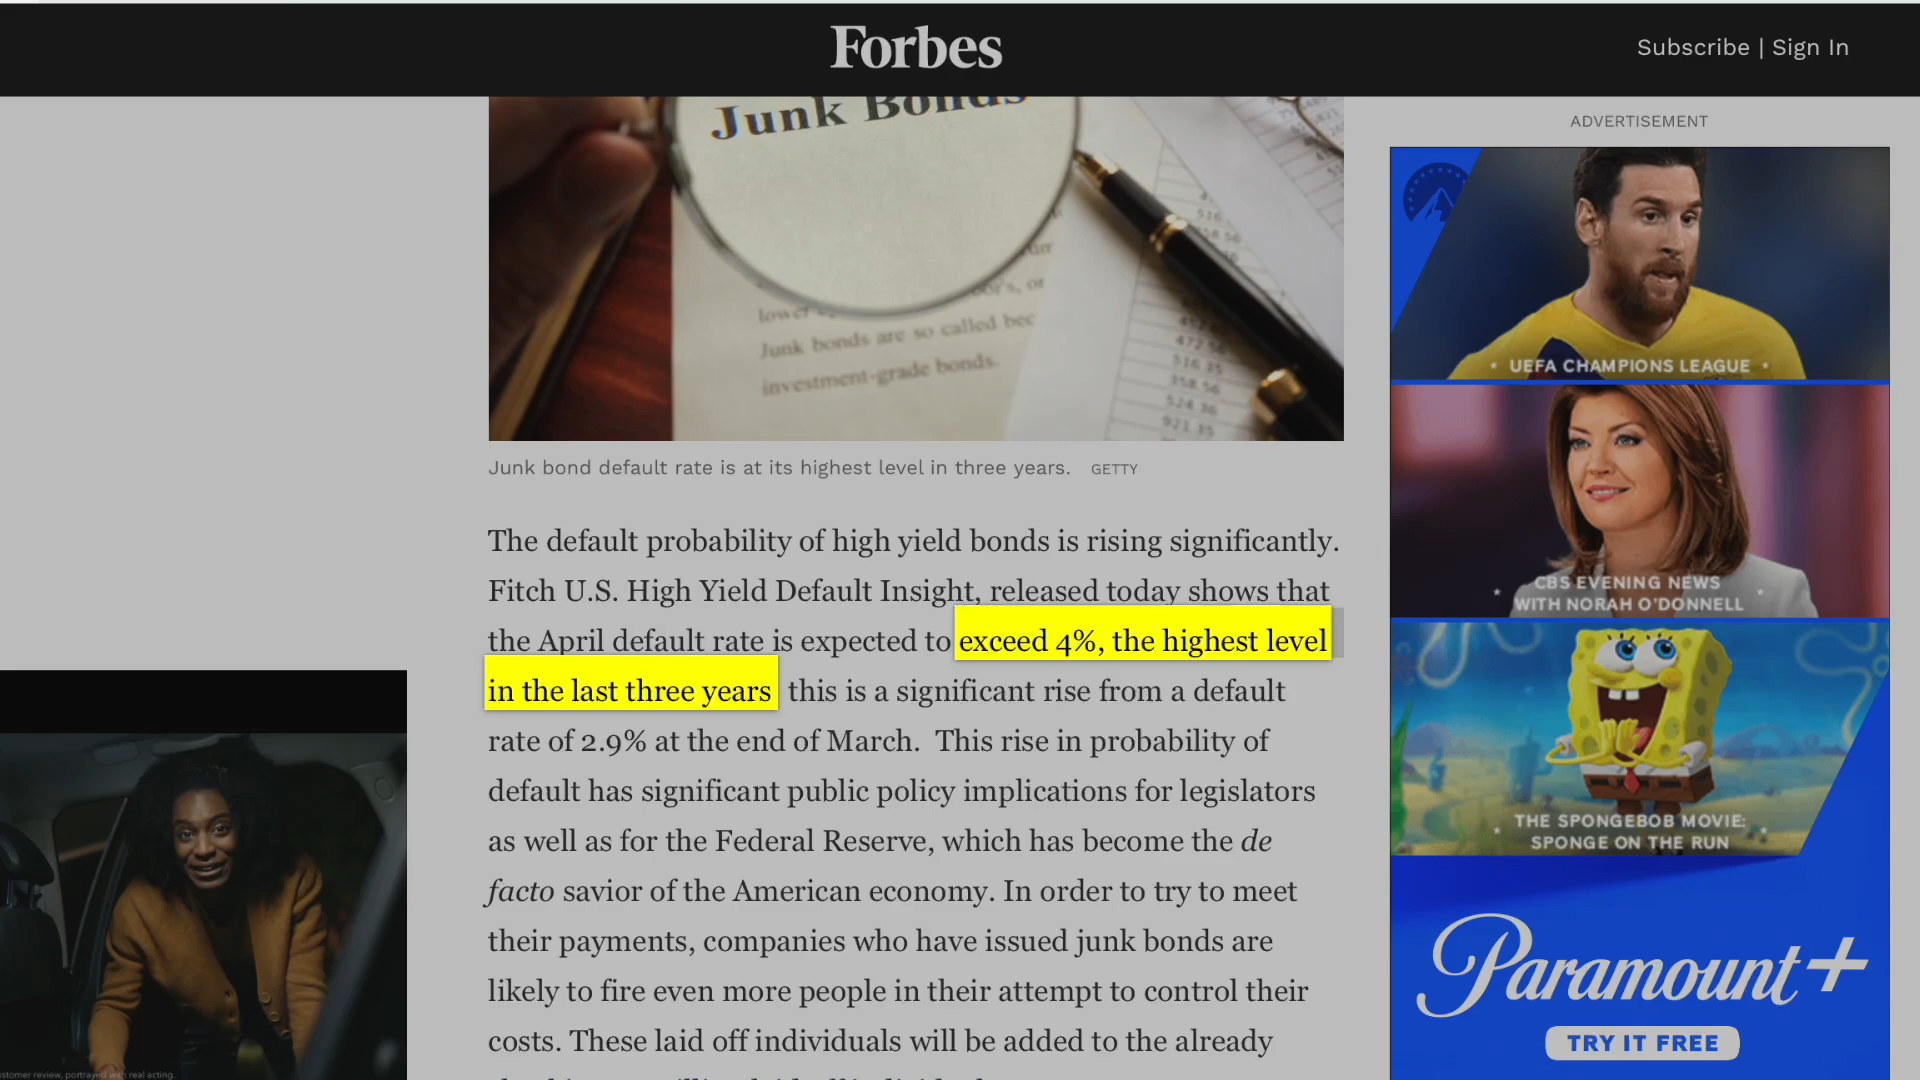 Forbes
Subscribe | Sign In
Junk Bonds
lower
Junk bonds are so called bec
investment-grade bonds.
Junk bond default rate is at its highest level in three years. GETTY
The default probability of high yield bonds is rising significantly.
Fitch U.S. High Yield Default Insight, released today shows that
the April default rate is expected to exceed 4%, the highest level
in the last three years this is a significant rise from a default
rate of 2.9% at the end of March. This rise in probability of
default has significant public policy implications for legislators
as well as for the Federal Reserve, which has become the de
facto savior of the American economy. In order to try to meet
their payments, companies who have issued junk bonds are
likely to fire even more people in their attempt to control their
costs. These laid off individuals will be added to the already
ADVERTISEMENT
* UEFA CHAMPIONS LEAGUE *
* CBS EVENING NEWS *
WITH NORAH O'DONNELL
* THE SPONGEBOB MOVIE: *
SPONGE ON THE RUN
Paramount+
TRY IT FREE
stomer review, portrayed with real acting.